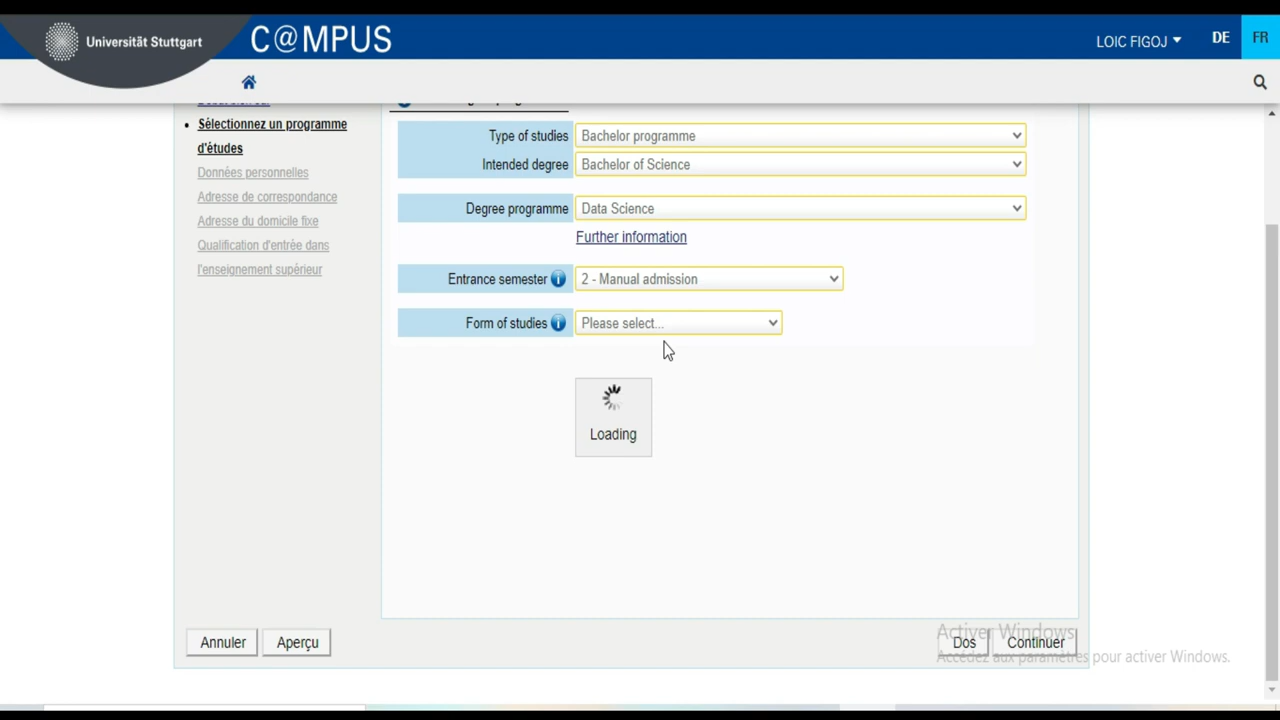 Universität Stuttgart
C@MPUS
LOIC FIGOJ
DE
FR
Sélectionnez un programme
d'études
Données personnelles
Adresse de correspondance
Adresse du domicile fixe
Qualification d'entrée dans
l'enseignement supérieur
Type of studies
Bachelor programme
Intended degree
Bachelor of Science
Degree programme
Data Science
Further information
Entrance semester
2 - Manual admission
Form of studies
Please select...
Loading
Annuler
Aperçu
Dos
Continuer
Activer Windows
Accédez aux paramètres pour activer Windows.